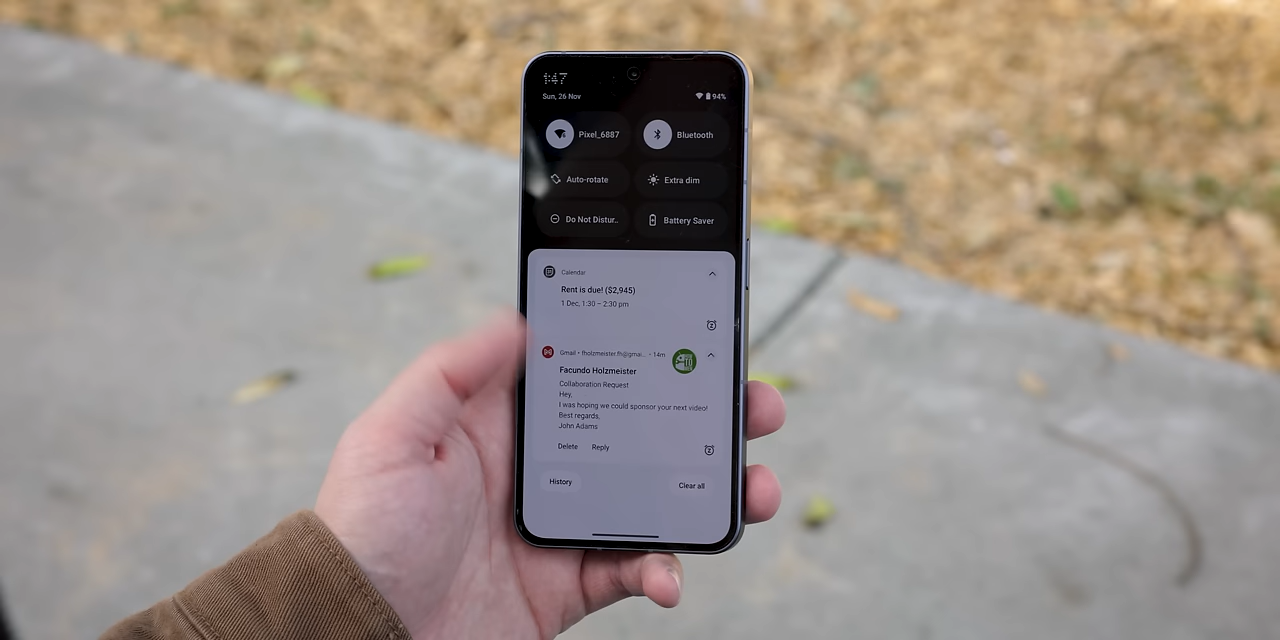 1:47
Sun, 26 Nov
94%
Pixel_6887
Bluetooth
Auto-rotate
Extra dim
Do Not Distur..
Battery Saver
Calendar
Rent is due! ($2,945)
1 Dec, 1:30 – 2:30 pm
Gmail • fholzmeister.fh@gmai... • 14m
Facundo Holzmeister
Collaboration Request
Hey,
I was hoping we could sponsor your next video!
Best regards,
John Adams
Delete Reply
History
Clear all